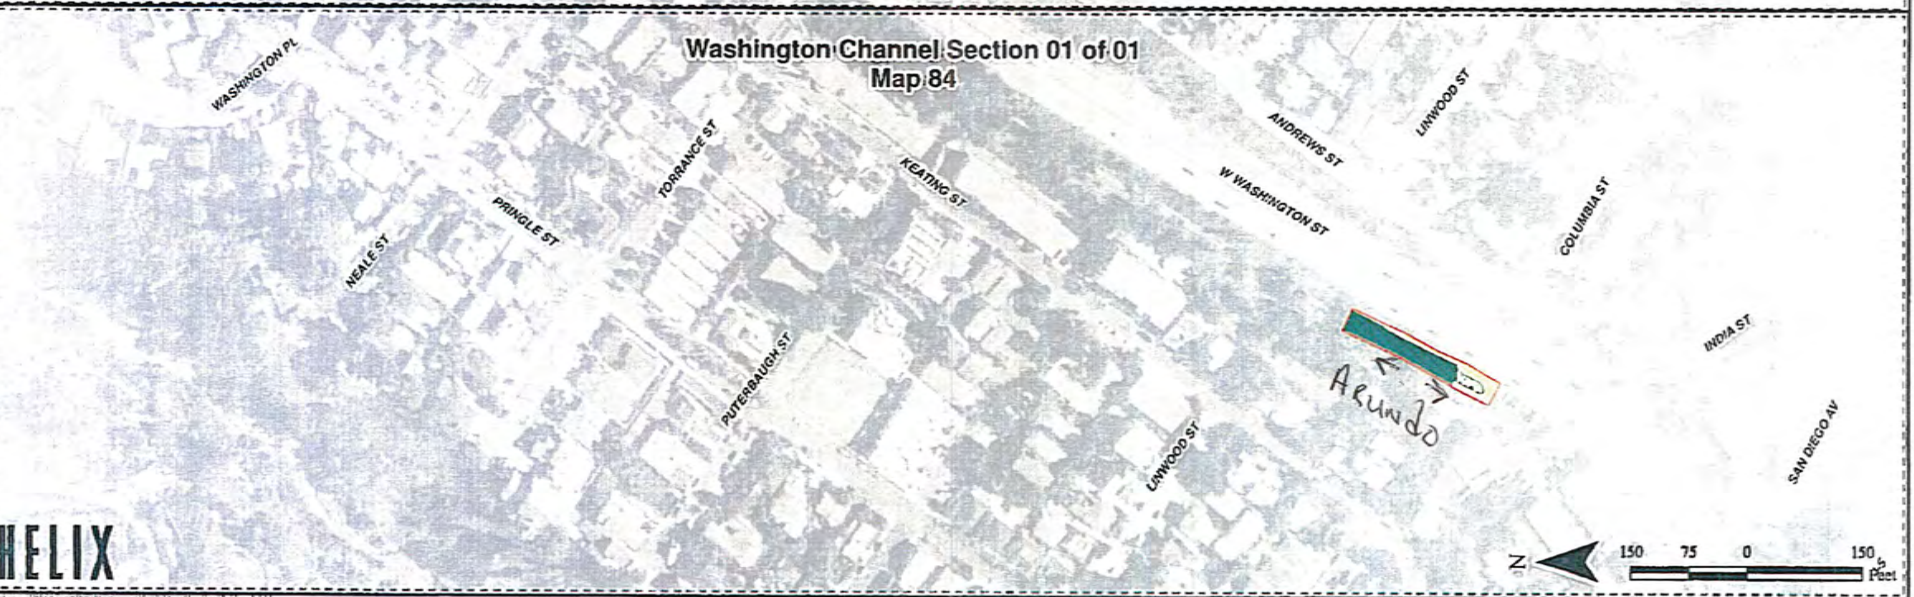 Washington Channel Section 01 of 01
Map 84
WASHINGTON PL
LINWOOD ST
ANDREWS ST
TORRANCE ST
KEATING ST
W WASHINGTON ST
COLUMBIA ST
PRINGLE ST
NEALE ST
INDIA ST
PUTERBAUGH ST
Arundo
LINWOOD ST
SAN DIEGO AV
HELIX
N
150 75 0 150
Feet